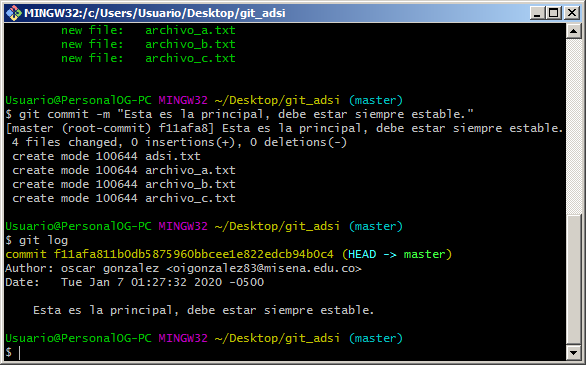 MINGW32:/c/Users/Usuario/Desktop/git_adsi
new file:   archivo_a.txt
new file:   archivo_b.txt
new file:   archivo_c.txt
Usuario@PersonalOG-PC MINGW32 ~/Desktop/git_adsi (master)
$ git commit -m "Esta es la principal, debe estar siempre estable."
[master (root-commit) f11afa8] Esta es la principal, debe estar siempre estable.
4 files changed, 0 insertions(+), 0 deletions(-)
create mode 100644 adsi.txt
create mode 100644 archivo_a.txt
create mode 100644 archivo_b.txt
create mode 100644 archivo_c.txt
Usuario@PersonalOG-PC MINGW32 ~/Desktop/git_adsi (master)
$ git log
commit f11afa811b0db5875960bbcee1e822edcb94b0c4 (HEAD -> master)
Author: oscar gonzalez <oigonzalez83@misena.edu.co>
Date:   Tue Jan 7 01:27:32 2020 -0500
Esta es la principal, debe estar siempre estable.
Usuario@PersonalOG-PC MINGW32 ~/Desktop/git_adsi (master)
$